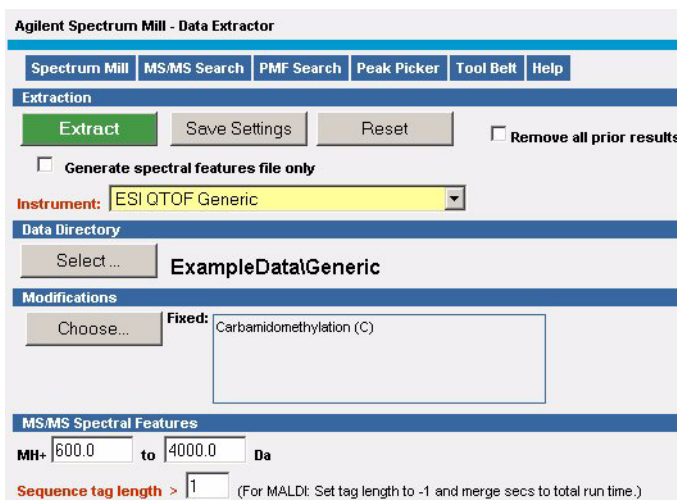 Agilent Spectrum Mill - Data Extractor
Spectrum Mill MS/MS Search PMF Search Peak Picker Tool Belt Help
Extraction
Extract Save Settings Reset Remove all prior results
Generate spectral features file only
Instrument: ESI QTOF Generic
Data Directory
Select ... ExampleData\Generic
Modifications
Choose... Fixed: Carbamidomethylation (C)
MS/MS Spectral Features
MH+ 600.0 to 4000.0 Da
Sequence tag length > 1 (For MALDI: Set tag length to -1 and merge secs to total run time.)